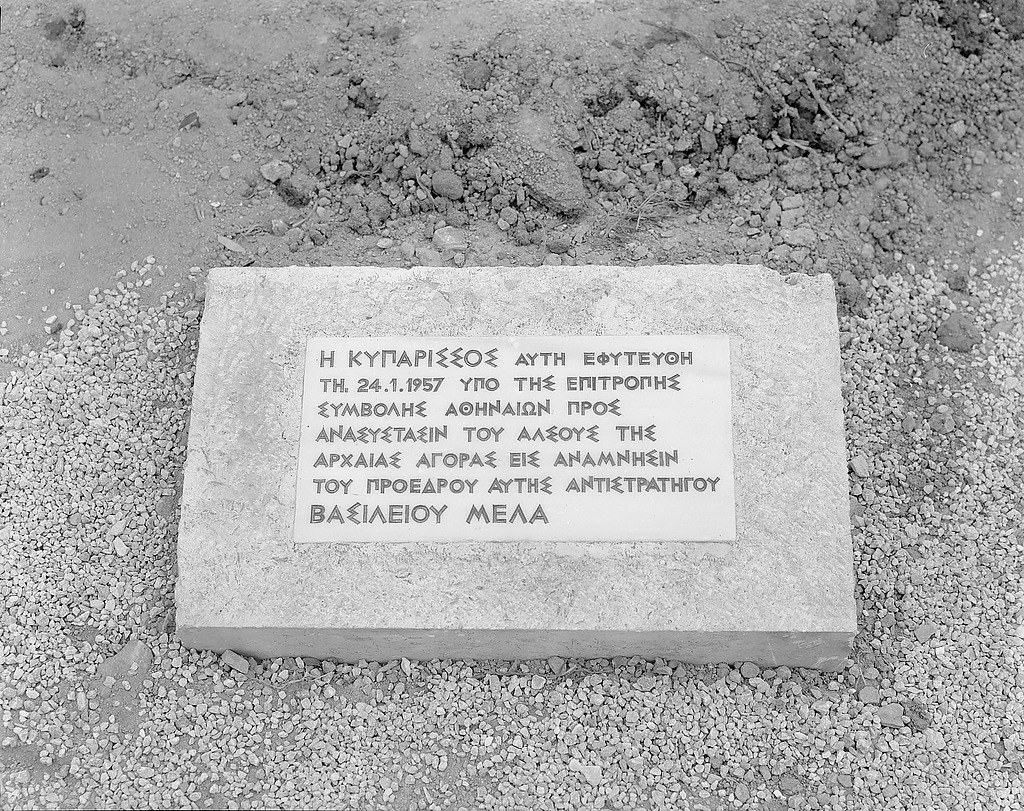 Η ΚΥΠΑΡΙΣΣΟΣ ΑΥΤΗ ΕΦΥΤΕΥΘΗ
ΤΗ. 24.1.1957 ΥΠΟ ΤΗΣ ΕΠΙΤΡΟΠΗΣ
ΣΥΜΒΟΛΗΣ ΑΘΗΝΑΙΩΝ ΠΡΟΣ
ΑΝΑΣΥΣΤΑΣΙΝ ΤΟΥ ΑΛΣΟΥΣ ΤΗΣ
ΑΡΧΑΙΑΣ ΑΓΟΡΑΣ ΕΙΣ ΑΝΑΜΝΗΣΙΝ
ΤΟΥ ΠΡΟΕΔΡΟΥ ΑΥΤΗΣ ΑΝΤΙΣΤΡΑΤΗΓΟΥ
ΒΑΣΙΛΕΙΟΥ ΜΕΛΑ